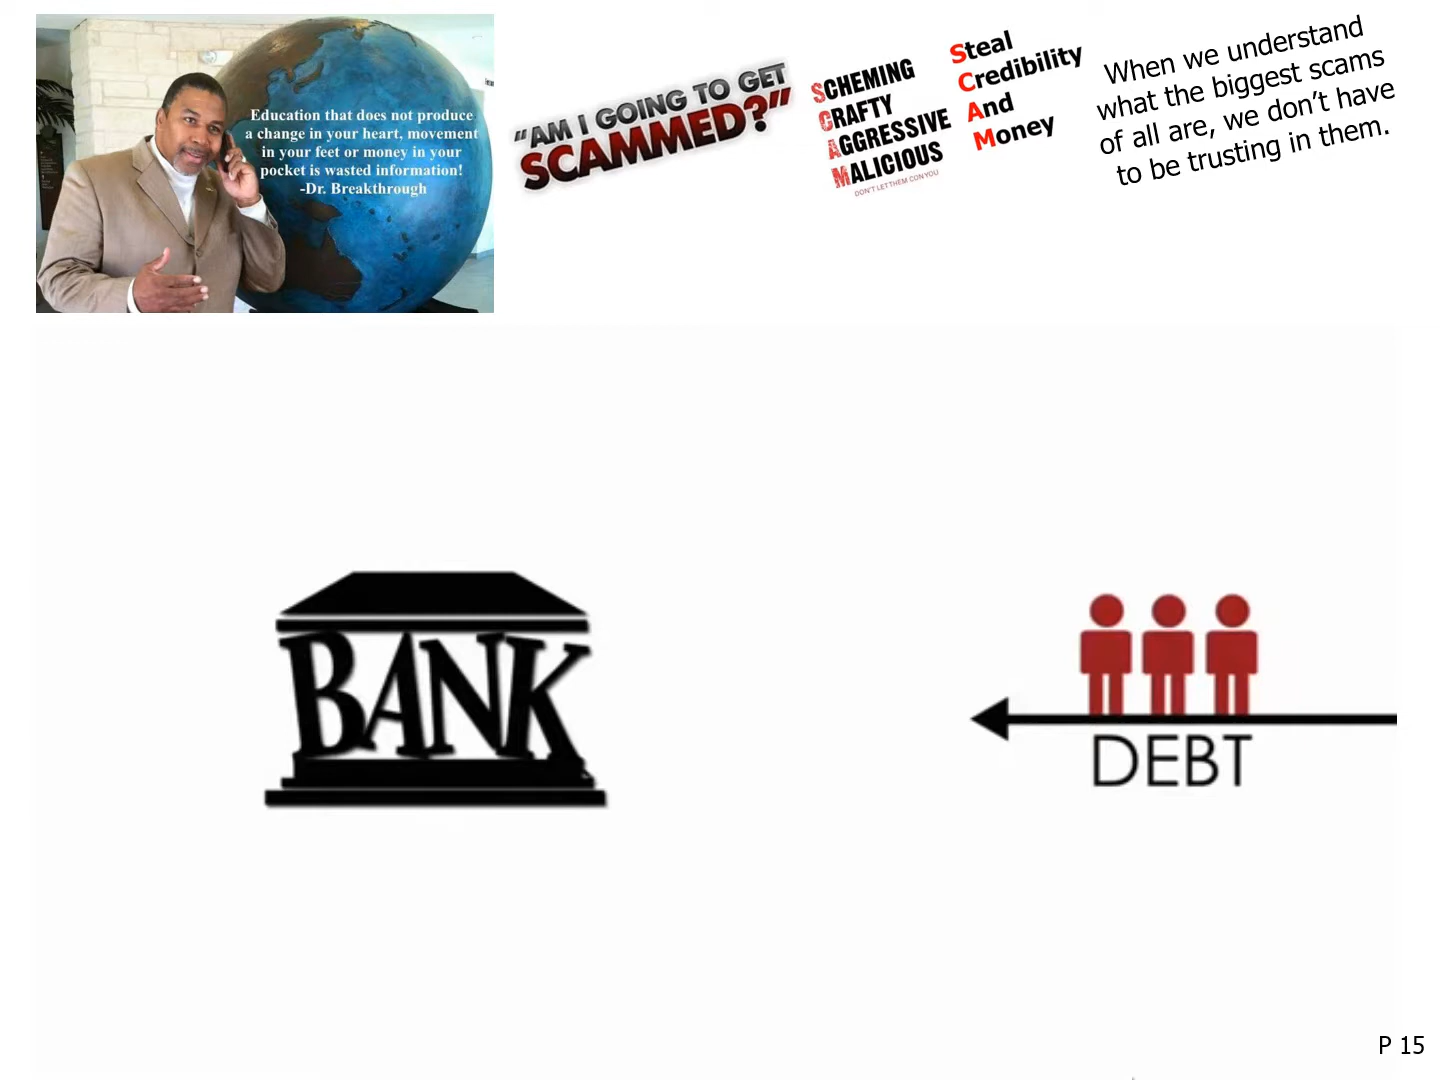 Education that does not produce
a change in your heart, movement
in your feet or money in your
pocket is wasted information!
-Dr. Breakthrough
"AM I GOING TO GET
SCAMMED?"
SCHEMING
CRAFTY
AGGRESSIVE
MALICIOUS
DON'T LET THEM CON YOU
Steal
Credibility
And
Money
When we understand
what the biggest scams
of all are, we don't have
to be trusting in them.
BANK
DEBT
P 15